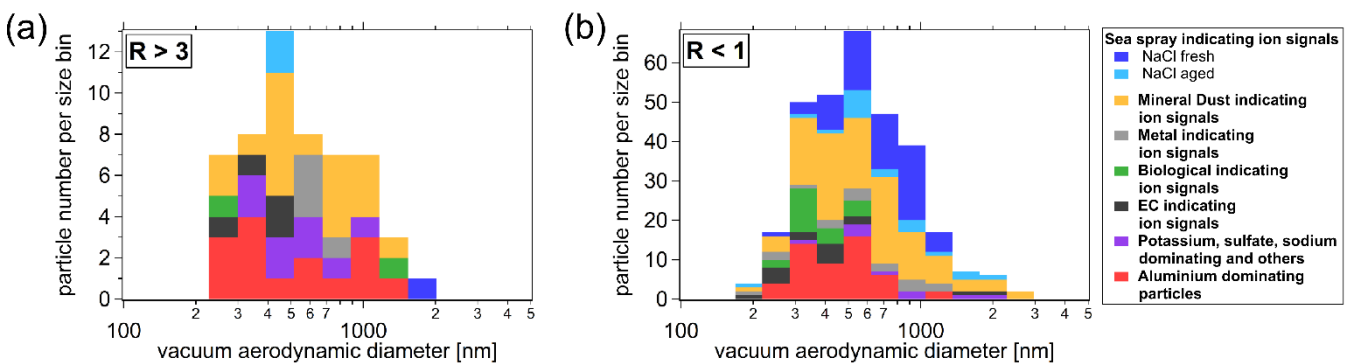 (a)
R > 3
particle number per size bin
12
10
8
6
4
2
0
100
2
3
4
5
6
7
1000
2
3
4
5
vacuum aerodynamic diameter [nm]
(b)
R < 1
particle number per size bin
60
50
40
30
20
10
0
100
2
3
4
5
6
7
1000
2
3
4
5
vacuum aerodynamic diameter [nm]
Sea spray indicating ion signals
NaCl fresh
NaCl aged
Mineral Dust indicating
ion signals
Metal indicating
ion signals
Biological indicating
ion signals
EC indicating
ion signals
Potassium, sulfate, sodium
dominating and others
Aluminium dominating
particles